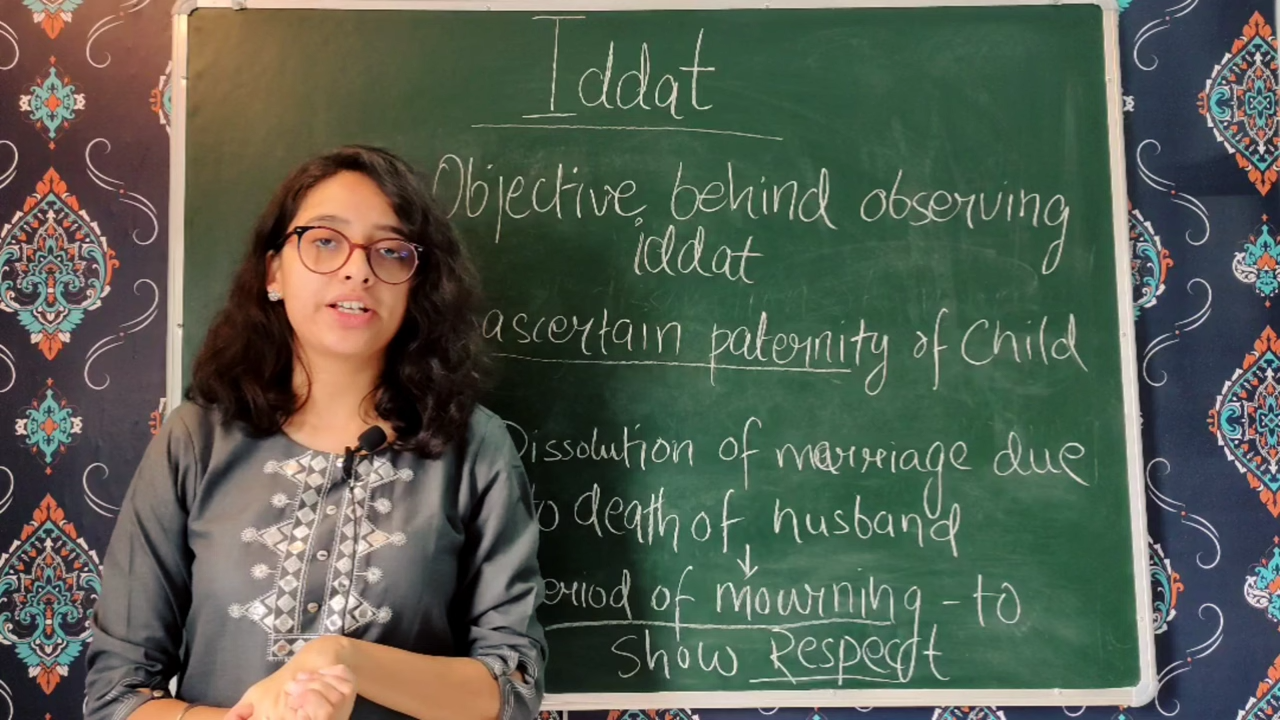 Iddat
Objective behind observing
iddat
ascertain paternity of Child
Dissolution of marriage due
to death of husband
eriod of mourning - to
show Respect